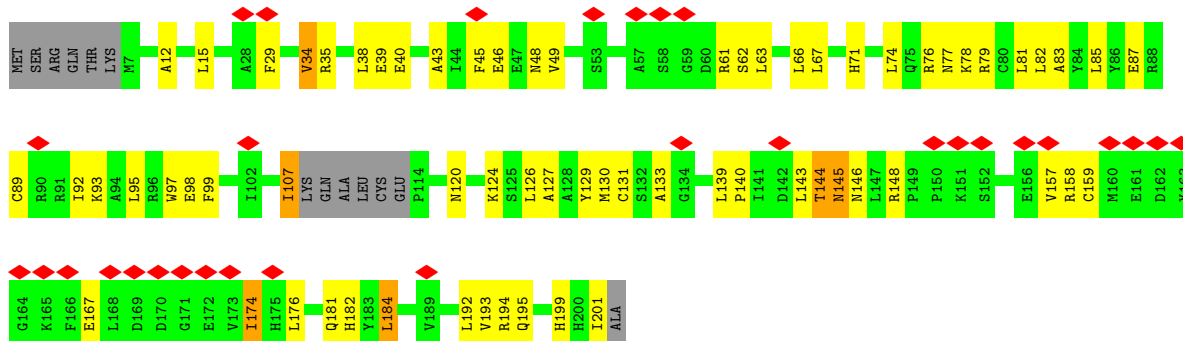 MET SER ARG GLN THR LYS M7 A12 L15 A28 F29 V34 R35 L38 E39 E40 A43 I44 F45 E46 E47 N48 V49 S53 A57 S58 G59 D60 R61 S62 L63 L66 L67 H71 L74 Q75 R76 N77 K78 R79 C80 L81 L82 A83 Y84 L85 Y86 E87 R88
C89 R90 R91 I92 K93 A94 L95 R96 W97 E98 F99 I102 I107 LYS GLN ALA LEU CYS GLU P114 N120 K124 S125 L126 A127 A128 Y129 M130 C131 S132 A133 G134 L139 P140 I141 D142 L143 T144 N145 N146 L147 R148 P149 P150 K151 S152 E156 V157 R158 C159 M160 E161 D162
G164 K165 F166 E167 L168 D169 D170 G171 E172 V173 I174 H175 L176 Q181 H182 Y183 L184 V189 L192 V193 R194 Q195 H199 H200 I201 ALA